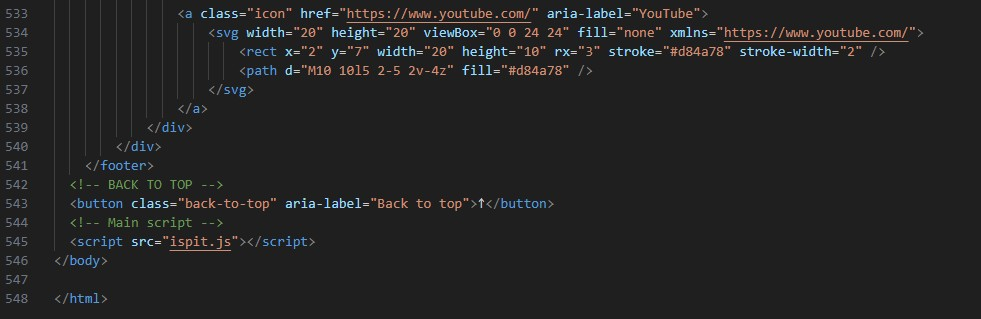 533 <a class="icon" href="https://www.youtube.com/" aria-label="YouTube">
534 <svg width="20" height="20" viewBox="0 0 24 24" fill="none" xmlns="https://www.youtube.com/">
535 <rect x="2" y="7" width="20" height="10" rx="3" stroke="#d84a78" stroke-width="2" />
536 <path d="M10 10l5 2-5 2v-4z" fill="#d84a78" />
537 </svg>
538 </a>
539 </div>
540 </div>
541 </footer>
542 <!-- BACK TO TOP -->
543 <button class="back-to-top" aria-label="Back to top">↑</button>
544 <!-- Main script -->
545 <script src="ispit.js"></script>
546 </body>
547
548 </html>